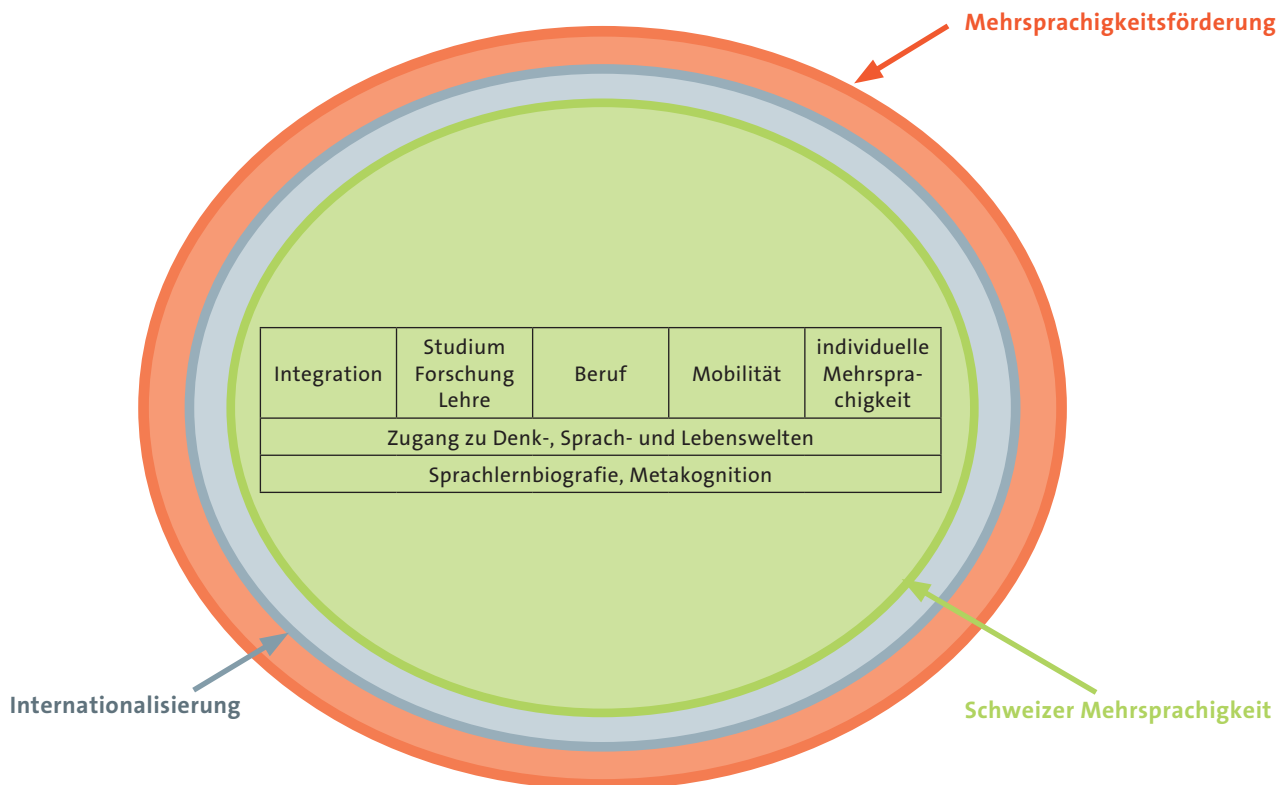 Mehrsprachigkeitsförderung
Integration
Studium
Forschung
Lehre
Beruf
Mobilität
individuelle
Mehrspra-
chigkeit
Zugang zu Denk-, Sprach- und Lebenswelten
Sprachlernbiografie, Metakognition
Internationalisierung
Schweizer Mehrsprachigkeit